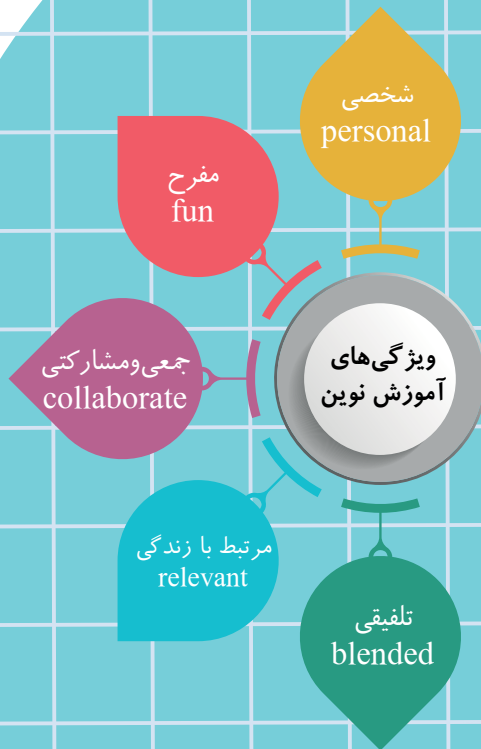 شخصی
personal
مفرح
fun
ویژگی‌های
آموزش نوین
جمعی‌ومشارکتی
collaborate
مرتبط با زندگی
relevant
تلفیقی
blended